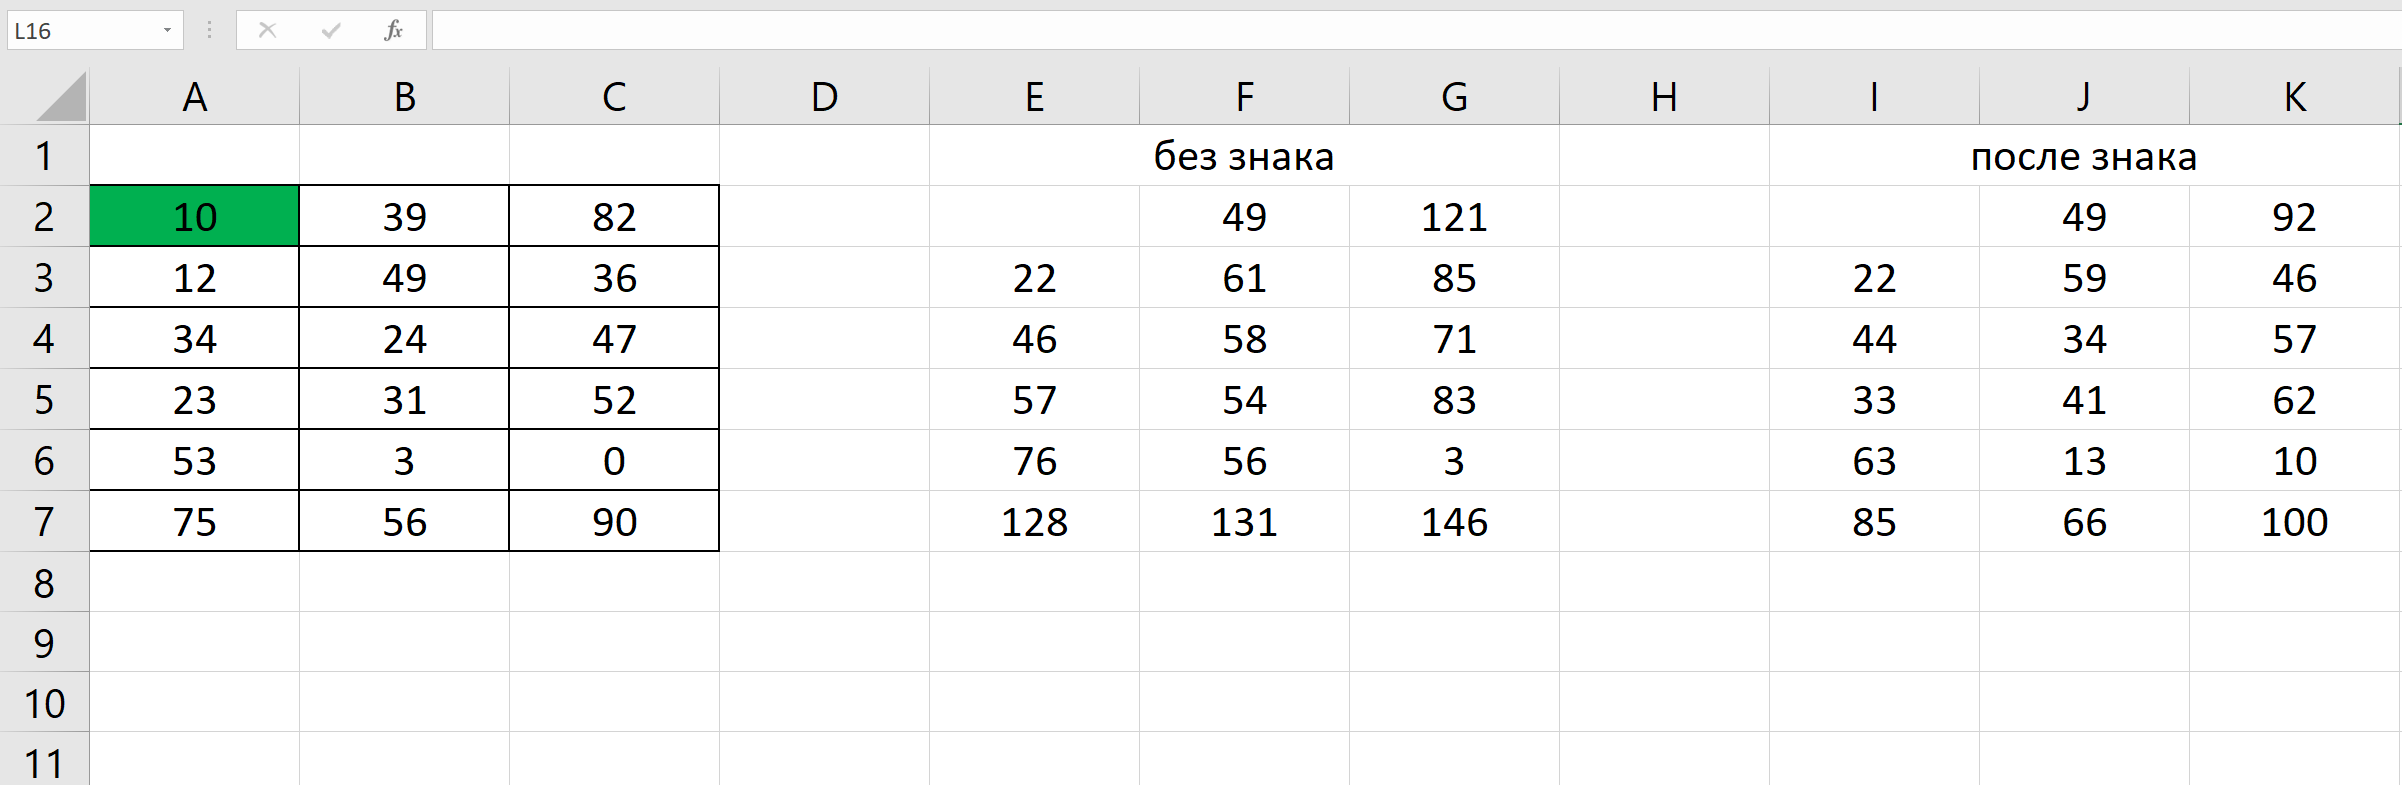 L16
fx
A B C D E F G H I J K
1 без знака после знака
2 10 39 82 49 121 49 92
3 12 49 36 22 61 85 22 59 46
4 34 24 47 46 58 71 44 34 57
5 23 31 52 57 54 83 33 41 62
6 53 3 0 76 56 3 63 13 10
7 75 56 90 128 131 146 85 66 100
8
9
10
11